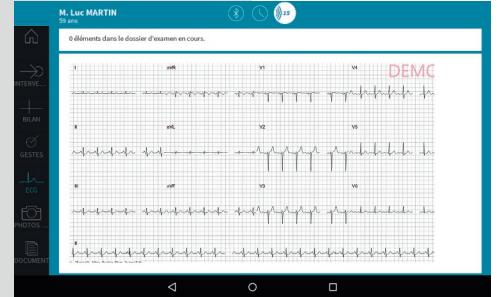 M. Luc MARTIN
59 ans
15
0 éléments dans le dossier d'examen en cours.
INTERVE...
BILAN
GESTES
ECG
PHOTOS ...
DOCUMENT
DEMO
I aVR V1 V4
II aVL V2 V5
III aVF V3 V6
II